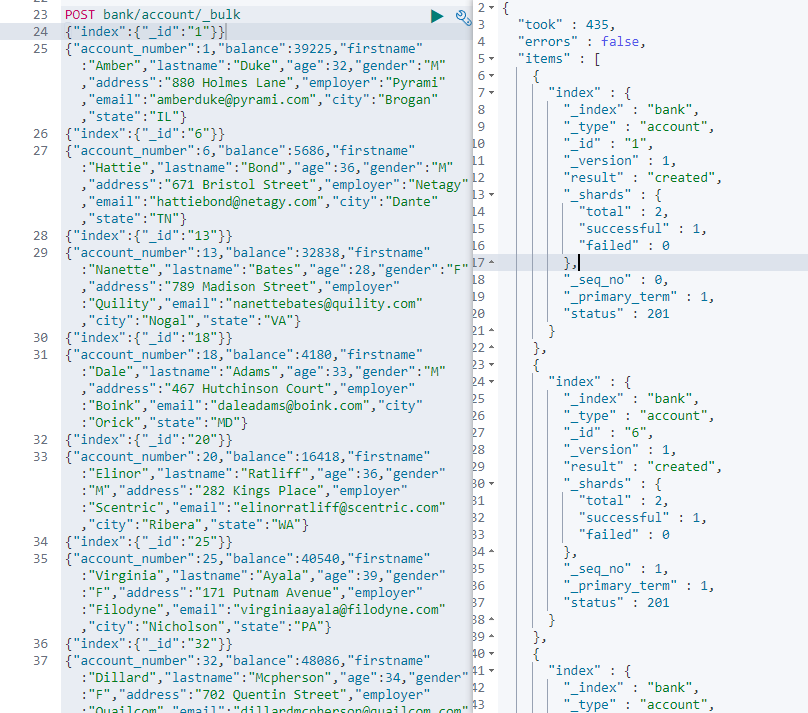 23 POST bank/account/_bulk
24 {"index":{"_id":"1"}}
25 {"account_number":1,"balance":39225,"firstname"
:"Amber","lastname":"Duke","age":32,"gender":"M"
,"address":"880 Holmes Lane","employer":"Pyrami"
,"email":"amberduke@pyrami.com","city":"Brogan"
,"state":"IL"}
26 {"index":{"_id":"6"}}
27 {"account_number":6,"balance":5686,"firstname"
:"Hattie","lastname":"Bond","age":36,"gender":"M"
,"address":"671 Bristol Street","employer":"Netagy"
,"email":"hattiebond@netagy.com","city":"Dante"
,"state":"TN"}
28 {"index":{"_id":"13"}}
29 {"account_number":13,"balance":32838,"firstname"
:"Nanette","lastname":"Bates","age":28,"gender":"F"
,"address":"789 Madison Street","employer"
:"Quility","email":"nanettebates@quility.com"
,"city":"Nogal","state":"VA"}
30 {"index":{"_id":"18"}}
31 {"account_number":18,"balance":4180,"firstname"
:"Dale","lastname":"Adams","age":33,"gender":"M"
,"address":"467 Hutchinson Court","employer"
:"Boink","email":"daleadams@boink.com","city"
:"Orick","state":"MD"}
32 {"index":{"_id":"20"}}
33 {"account_number":20,"balance":16418,"firstname"
:"Elinor","lastname":"Ratliff","age":36,"gender"
:"M","address":"282 Kings Place","employer"
:"Scentric","email":"elinorratliff@scentric.com"
,"city":"Ribera","state":"WA"}
34 {"index":{"_id":"25"}}
35 {"account_number":25,"balance":40540,"firstname"
:"Virginia","lastname":"Ayala","age":39,"gender"
:"F","address":"171 Putnam Avenue","employer"
:"Filodyne","email":"virginiaayala@filodyne.com"
,"city":"Nicholson","state":"PA"}
36 {"index":{"_id":"32"}}
37 {"account_number":32,"balance":48086,"firstname"
:"Dillard","lastname":"Mcpherson","age":34,"gender"
:"F","address":"702 Quentin Street","employer"
:"Quailcom","email":"dillardmcpherson@quailcom.com"
2 {
3 "took" : 435,
4 "errors" : false,
5 "items" : [
6 {
7 "index" : {
8 "_index" : "bank",
9 "_type" : "account",
10 "_id" : "1",
11 "_version" : 1,
12 "result" : "created",
13 "_shards" : {
14 "total" : 2,
15 "successful" : 1,
16 "failed" : 0
17 },
18 "_seq_no" : 0,
19 "_primary_term" : 1,
20 "status" : 201
21 }
22 },
23 {
24 "index" : {
25 "_index" : "bank",
26 "_type" : "account",
27 "_id" : "6",
28 "_version" : 1,
29 "result" : "created",
30 "_shards" : {
31 "total" : 2,
32 "successful" : 1,
33 "failed" : 0
34 },
35 "_seq_no" : 1,
36 "_primary_term" : 1,
37 "status" : 201
38 }
39 },
40 {
41 "index" : {
42 "_index" : "bank",
43 "_type" : "account",